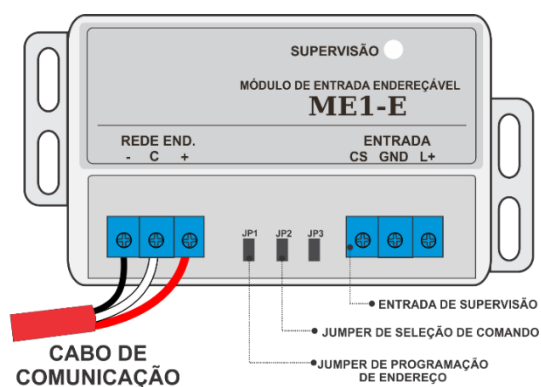 SUPERVISÃO
MÓDULO DE ENTRADA ENDEREÇÁVEL
ME1-E
REDE END.
- C +
ENTRADA
CS GND L+
JP1 JP2 JP3
ENTRADA DE SUPERVISÃO
JUMPER DE SELEÇÃO DE COMANDO
JUMPER DE PROGRAMAÇÃO
DE ENDEREÇO
CABO DE
COMUNICAÇÃO